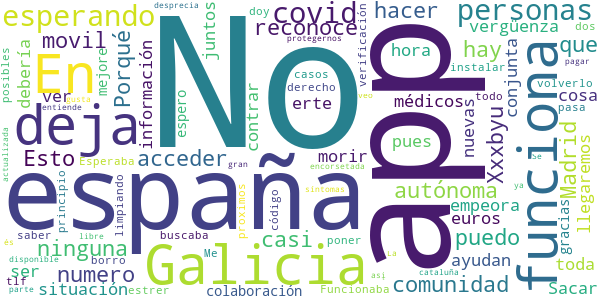 esperando
desprecia
doy
covid
hacer
personas
movil
juntos
reconoce
protegernos
No
app
verificación
vergüenza
dos
En
Porqué
información
hora
instalar
conjunta
que
pagar
posibles
debería
mejore
ver
espero
contrar
casos
derecho
erte
hay
médicos
todo
nuevas
cosa
volverlo
pasa
deja
gusta
entiende
Esto
acceder
gran
morir
encorsetada
pues
veo
Xxxbyu
funciona
Madrid
llegaremos
actualizada
españa
principio
limpiando
Esperaba
proximos
código
síntomas
autónoma
empeora
ya
Se
gracias
saber
borro
libre
buscaba
casi
poner
puedo
euros
ninguna
Galicia
Me
La
ayudan
toda
es
disponible
ser
numero
colaboración
así
cataluña
comunidad
Sacar
parte
situación
tlf
estrer
Funcionaba